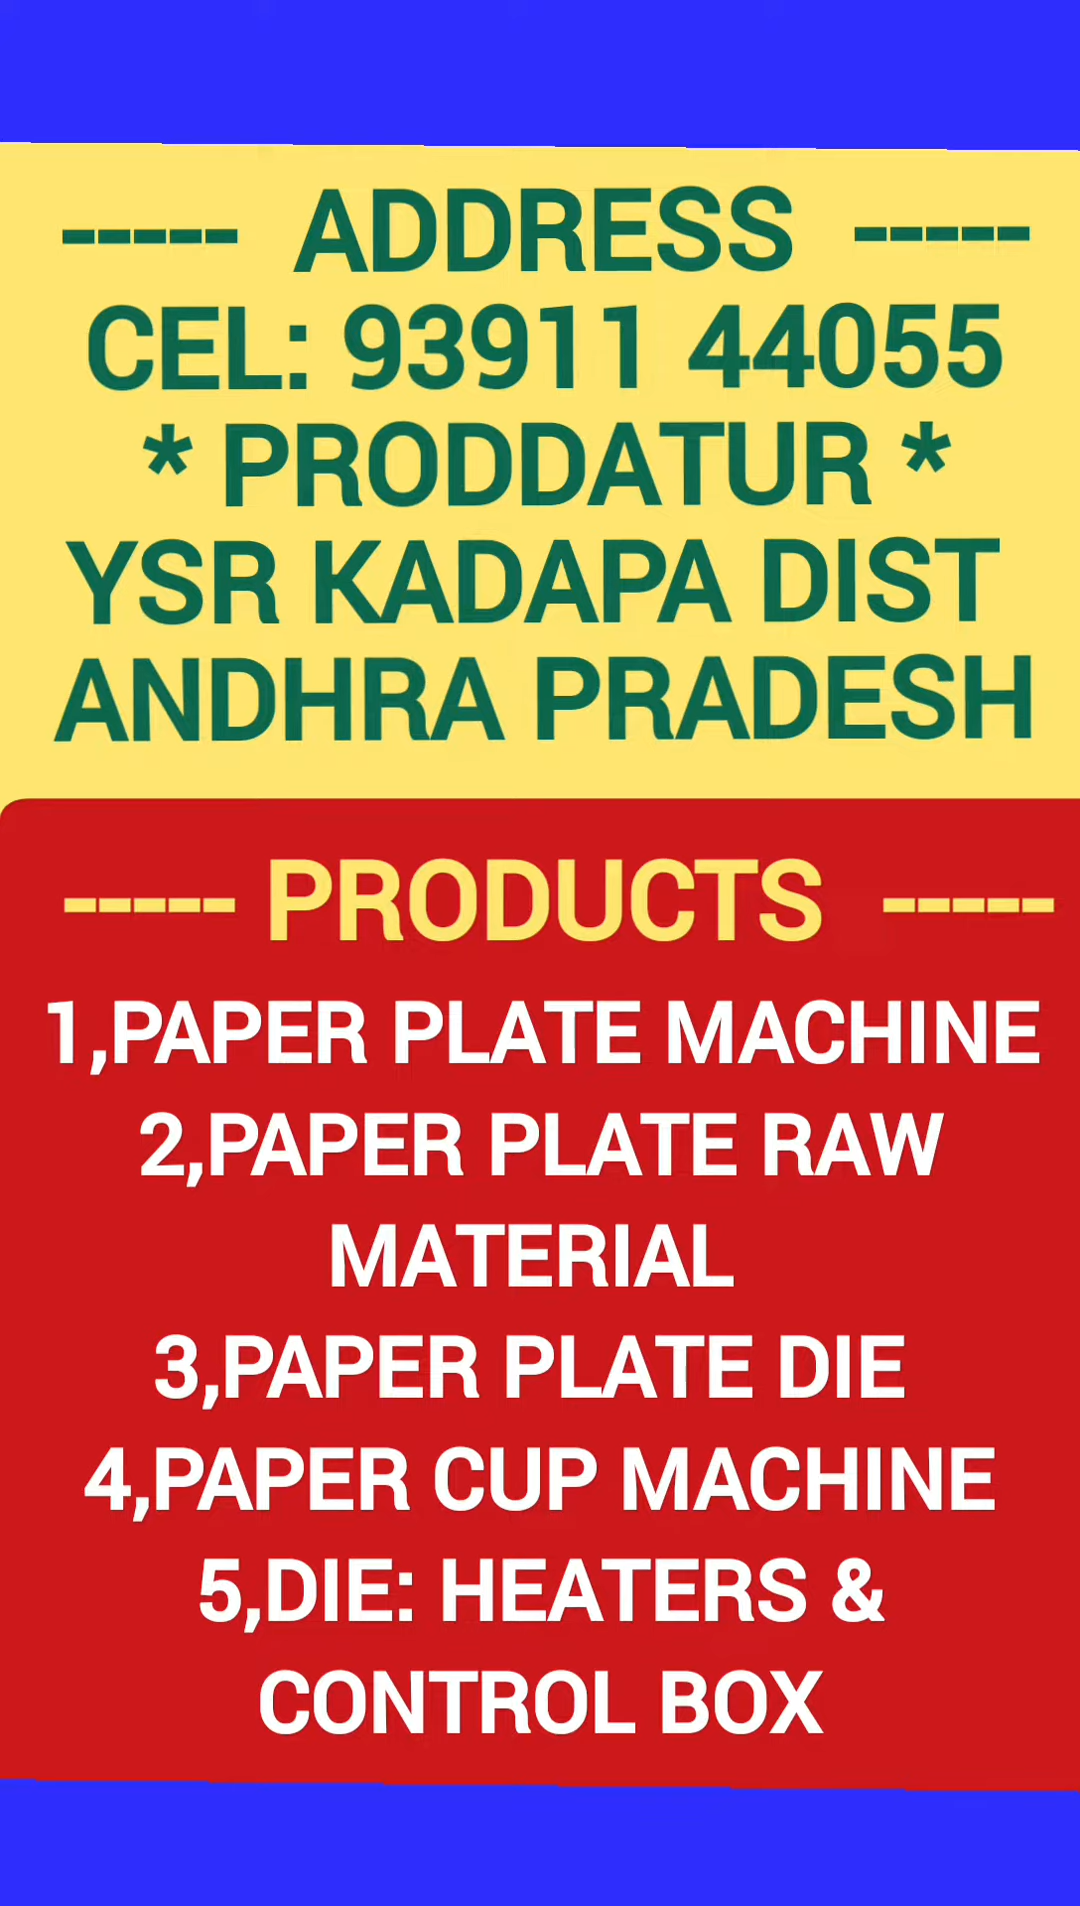 ----- ADDRESS -----
CEL: 93911 44055
* PRODDATUR *
YSR KADAPA DIST
ANDHRA PRADESH
----- PRODUCTS -----
1,PAPER PLATE MACHINE
2,PAPER PLATE RAW
MATERIAL
3,PAPER PLATE DIE
4,PAPER CUP MACHINE
5,DIE: HEATERS &
CONTROL BOX